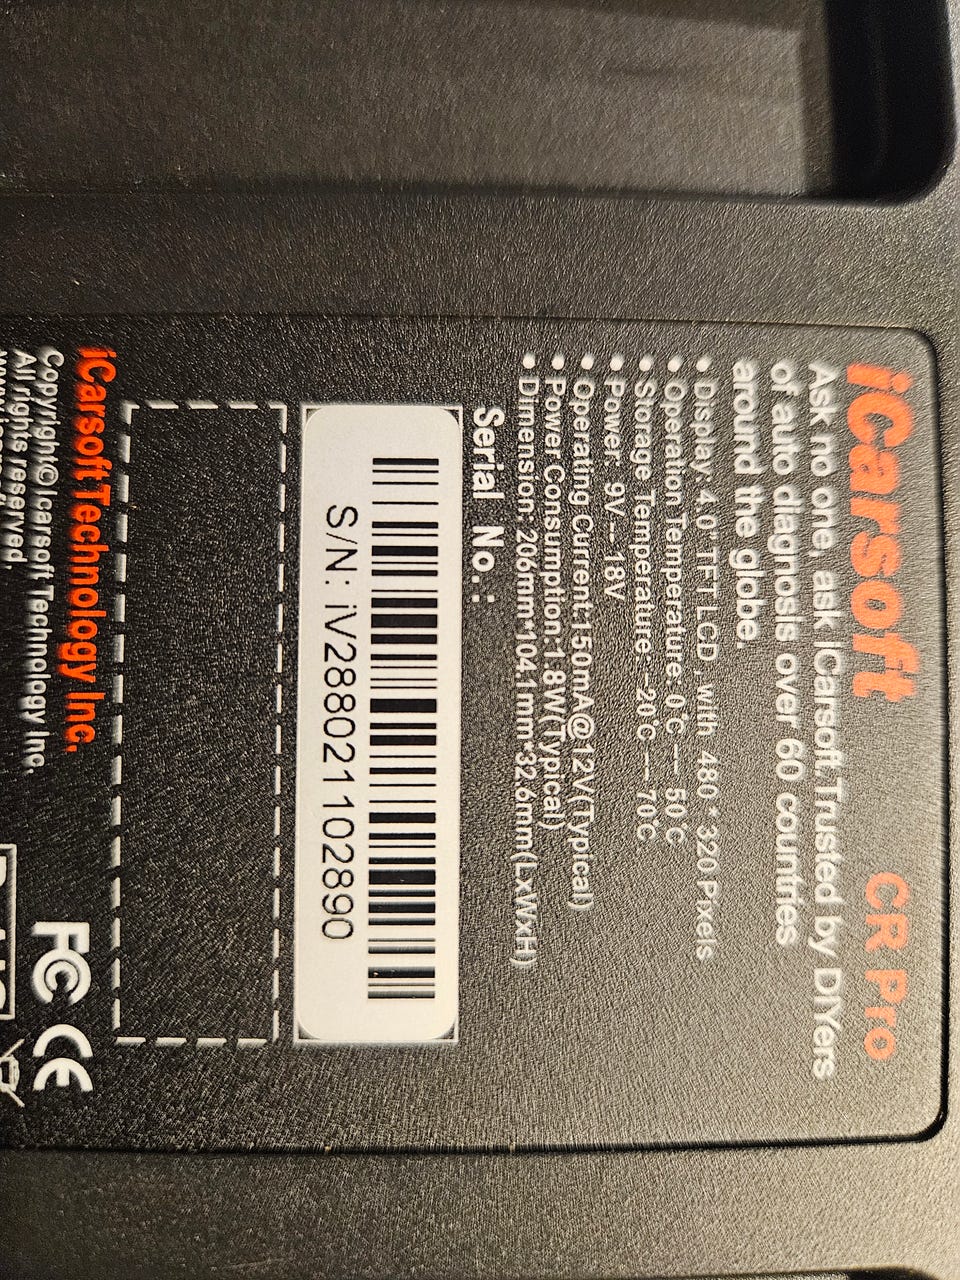 iCarsoft CR Pro
Ask no one, ask iCarsoft,Trusted by DIYers
of auto diagnosis over 60 countries
around the globe.
• Display: 4.0" TFT LCD , with 480 * 320 Pixels
• Operation Temperature: 0°C — 50°C
• Storage Temperature: -20°C — 70°C
• Power: 9V--18V
• Operating Current:150mA@12V(Typical)
• Power Consumption:1.8W(Typical)
• Dimension: 206mm*104.1mm*32.6mm(LxWxH)
Serial No. :
S/N: iV288021102890
iCarsoft Technology Inc.
Copyright© Icarsoft Technology Inc.
All rights reserved.
FC CE